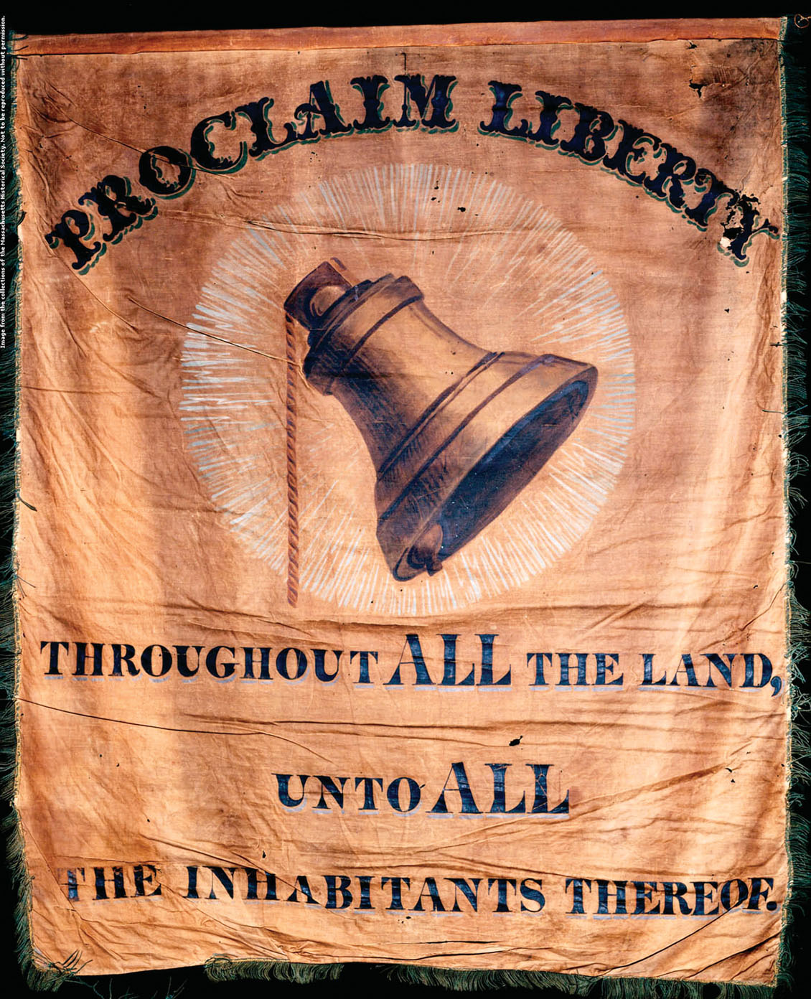 PROCLAIM LIBERTY
THROUGHOUT ALL THE LAND,
UNTO ALL
THE INHABITANTS THEREOF.
Image from the collections of the Massachusetts Historical Society. Not to be reproduced without permission.